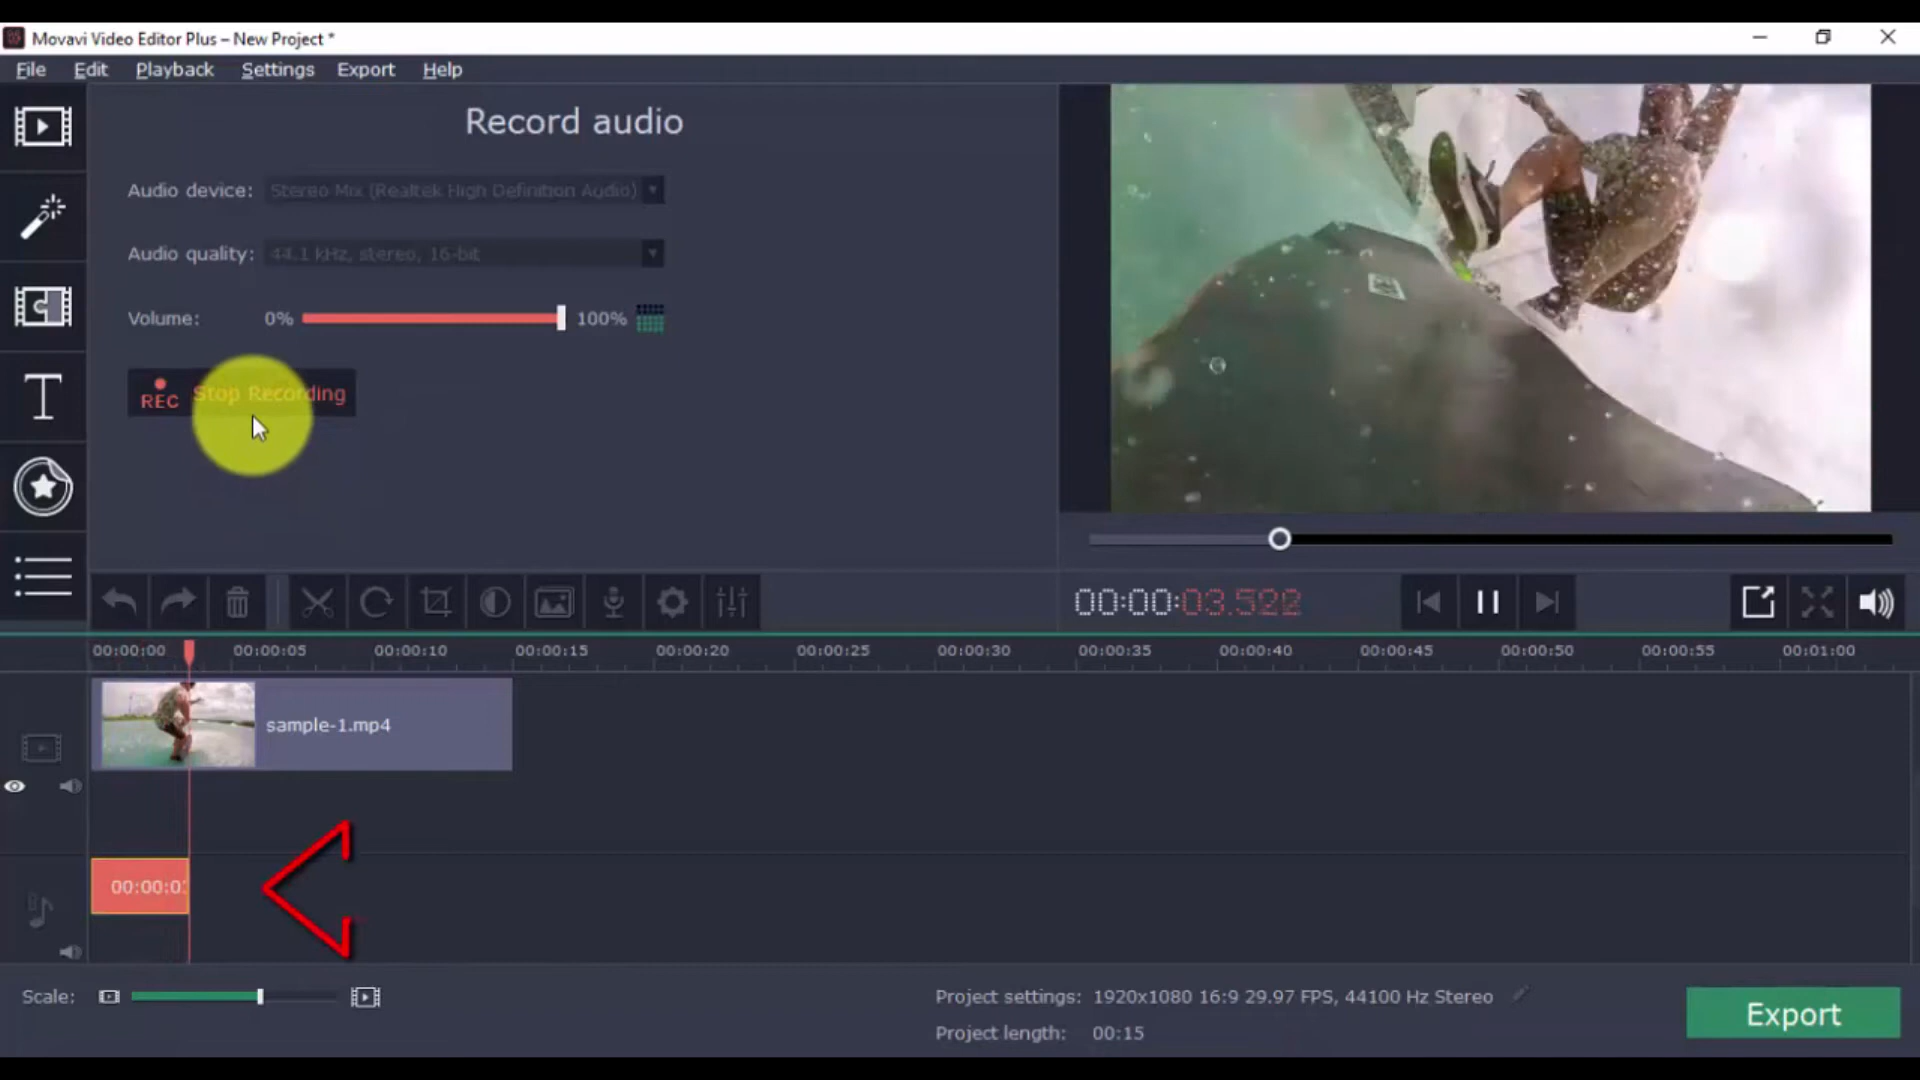 Movavi Video Editor Plus – New Project *
File Edit Playback Settings Export Help
Record audio
Audio device: Stereo Mix (Realtek High Definition Audio)
Audio quality: 44.1 kHz, stereo, 16-bit
Volume: 0% 100%
REC Stop Recording
T
00:00:03.522
00:00:00 00:00:05 00:00:10 00:00:15 00:00:20 00:00:25 00:00:30 00:00:35 00:00:40 00:00:45 00:00:50 00:00:55 00:01:00
sample-1.mp4
Scale:
Project settings: 1920x1080 16:9 29.97 FPS, 44100 Hz Stereo
Project length: 00:15
Export